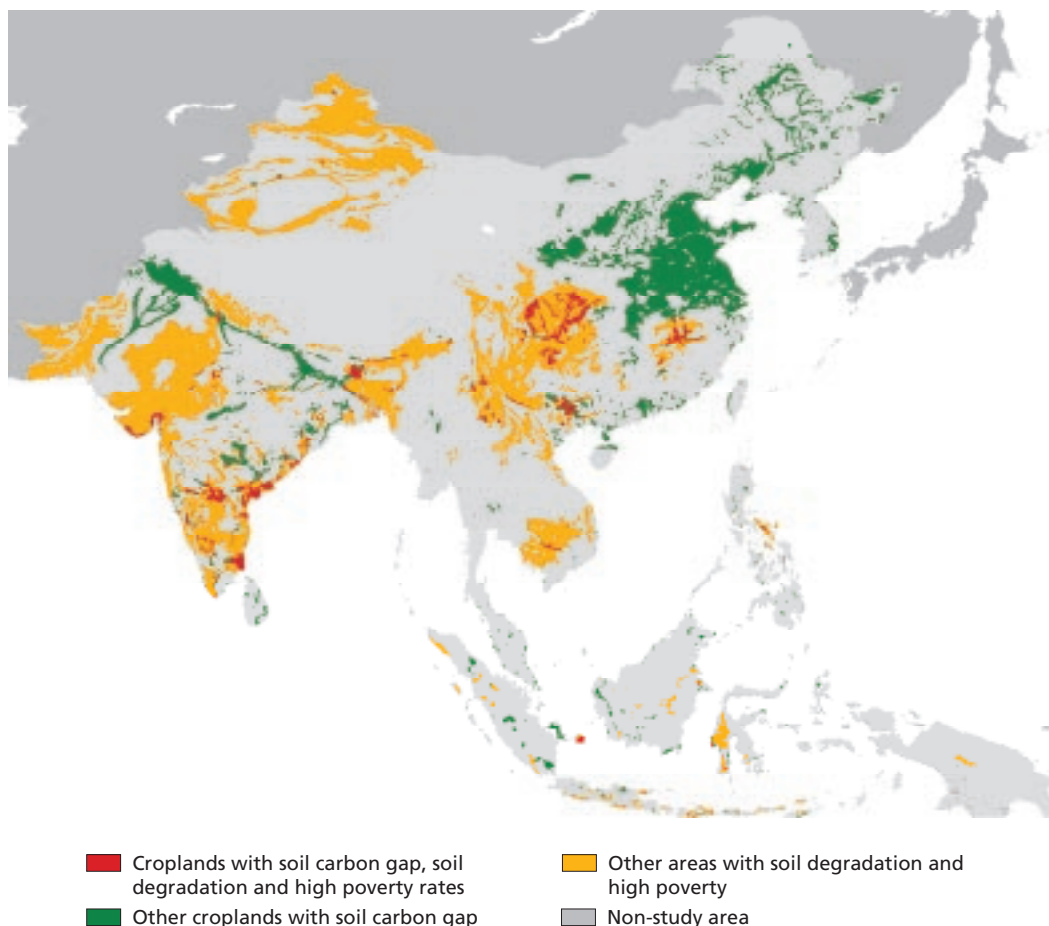 Croplands with soil carbon gap, soil
degradation and high poverty rates
Other croplands with soil carbon gap
Other areas with soil degradation and
high poverty
Non-study area